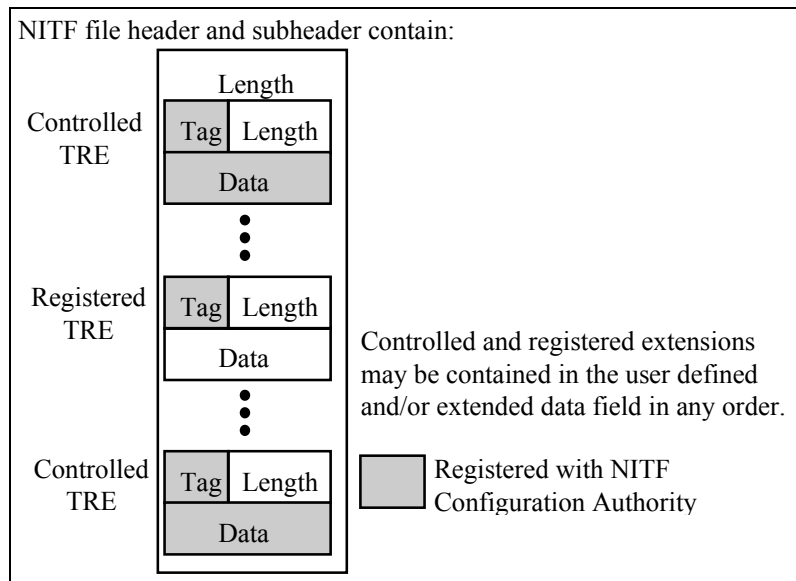 NITF file header and subheader contain:
Length
Controlled
TRE
Tag Length
Data
Registered
TRE
Tag Length
Data
Controlled and registered extensions
may be contained in the user defined
and/or extended data field in any order.
Controlled
TRE
Tag Length
Data
Registered with NITF
Configuration Authority